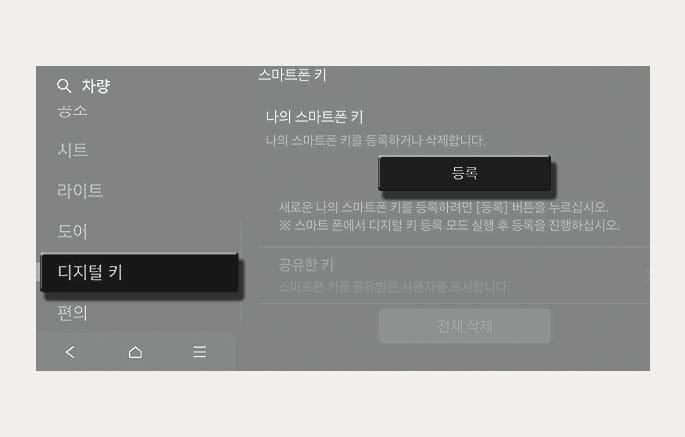 스마트폰 키
차량
공조
시트
라이트
도어
디지털 키
편의
나의 스마트폰 키
나의 스마트폰 키를 등록하거나 삭제합니다.
등록
새로운 나의 스마트폰 키를 등록하려면 [등록] 버튼을 누르십시오.
※ 스마트 폰에서 디지털 키 등록 모드 실행 후 등록을 진행하십시오.
공유한 키
스마트폰 키를 공유받은 사용자를 표시합니다.
전체 삭제